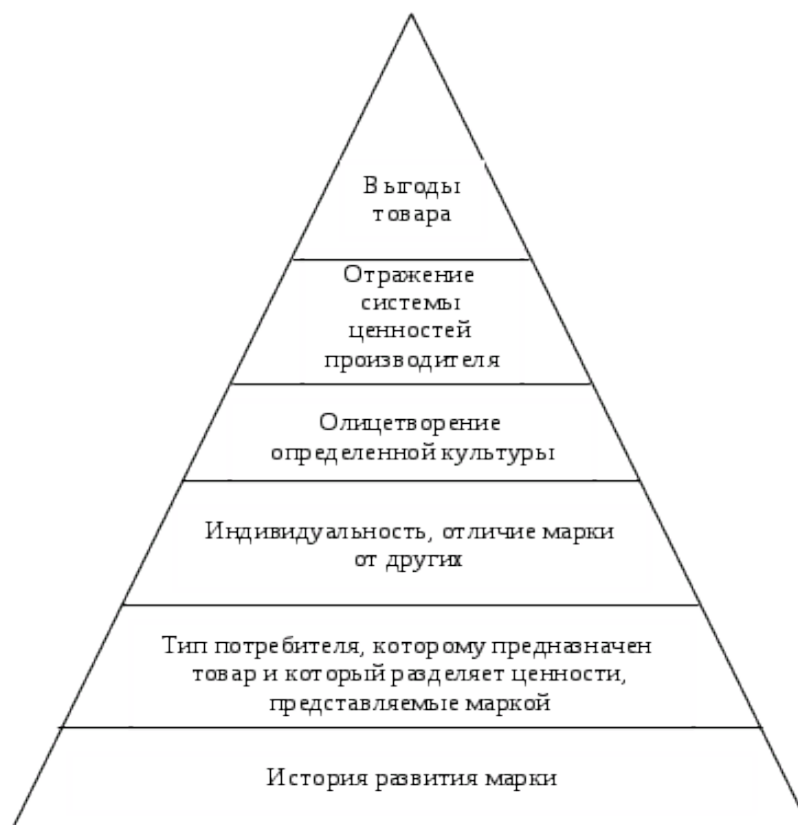 Выгоды
товара
Отражение
системы
ценностей
производителя
Олицетворение
определенной культуры
Индивидуальность, отличие марки
от других
Тип потребителя, которому предназначен
товар и который разделяет ценности,
представляемые маркой
История развития марки